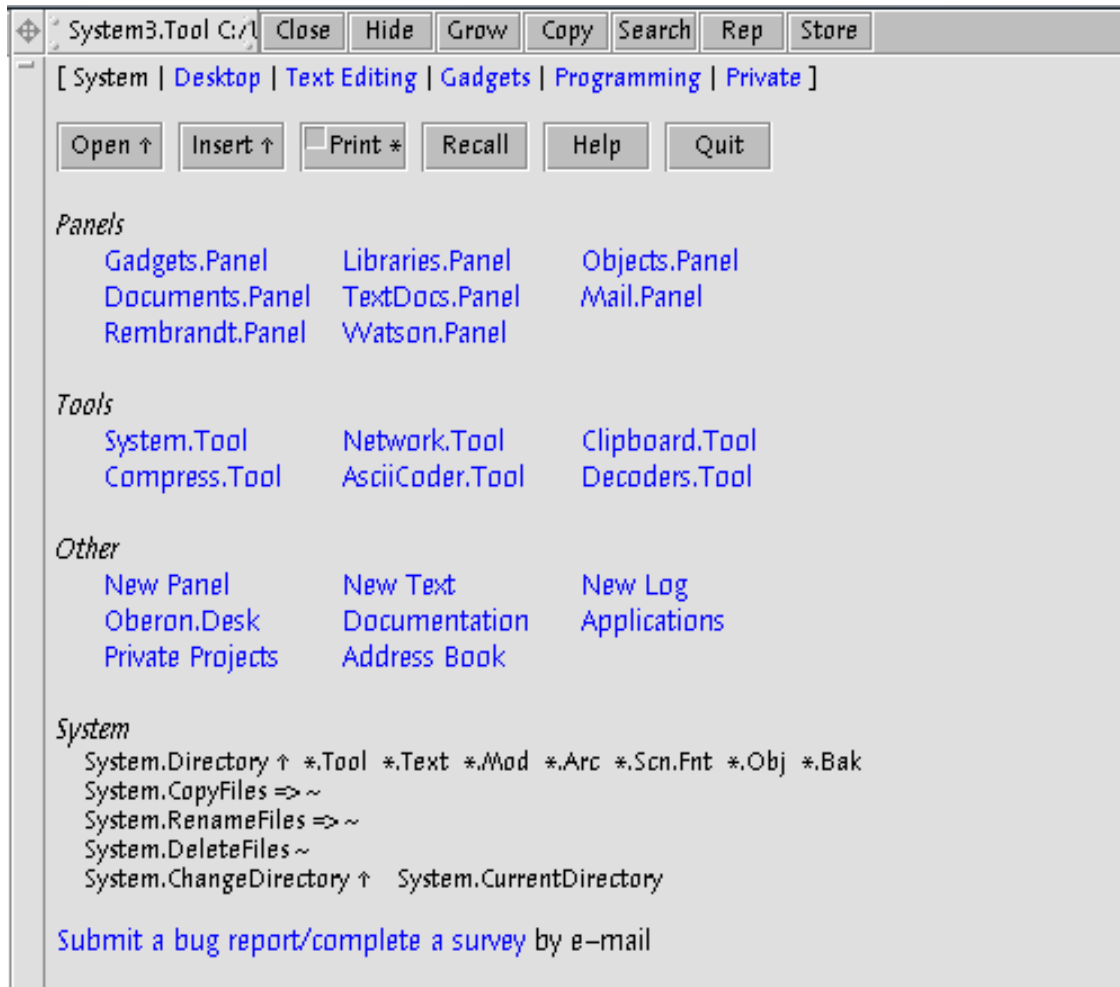 System3.Tool C:/ Close Hide Grow Copy Search Rep Store
[ System | Desktop | Text Editing | Gadgets | Programming | Private ]
Open ↑ Insert ↑ Print * Recall Help Quit
Panels
Gadgets.Panel Libraries.Panel Objects.Panel
Documents.Panel TextDocs.Panel Mail.Panel
Rembrandt.Panel Watson.Panel
Tools
System.Tool Network.Tool Clipboard.Tool
Compress.Tool AsciiCoder.Tool Decoders.Tool
Other
New Panel New Text New Log
Oberon.Desk Documentation Applications
Private Projects Address Book
System
System.Directory ↑ *.Tool *.Text *.Mod *.Arc *.Scn.Fnt *.Obj *.Bak
System.CopyFiles => ~
System.RenameFiles => ~
System.DeleteFiles ~
System.ChangeDirectory ↑ System.CurrentDirectory
Submit a bug report/complete a survey by e-mail